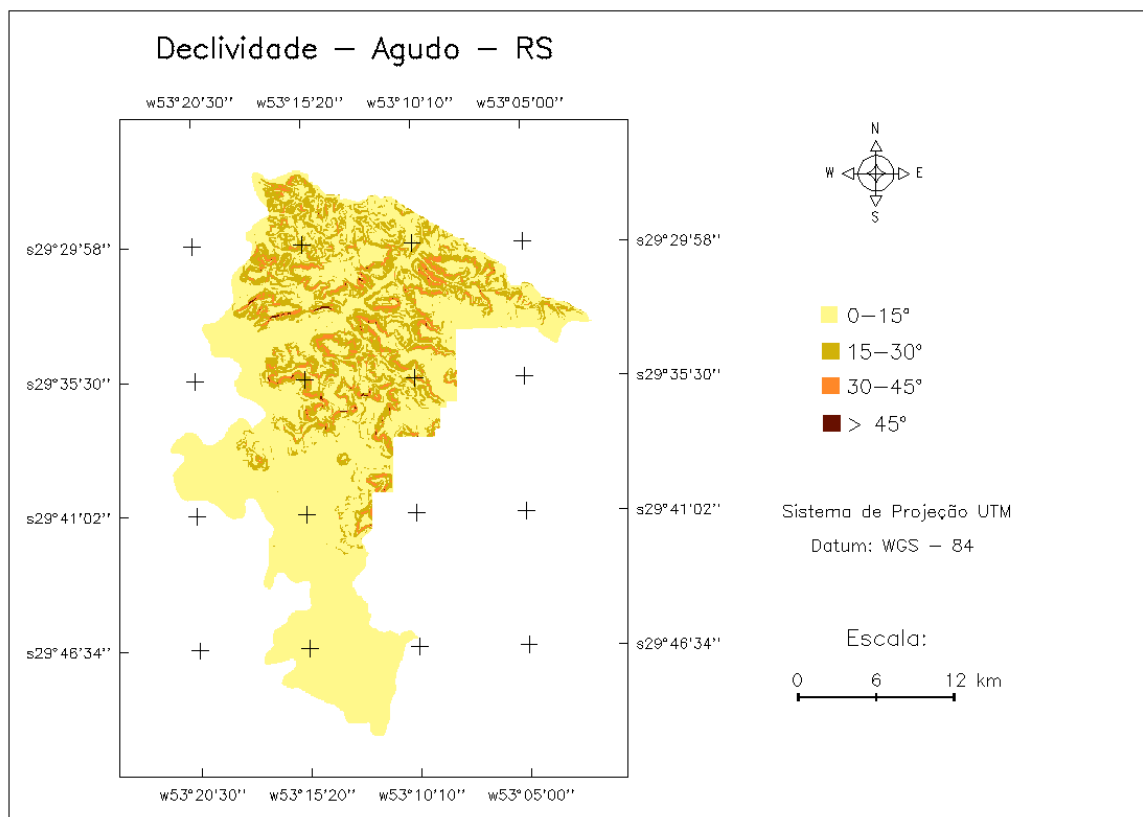 Declividade – Agudo – RS
w53°20'30'' w53°15'20'' w53°10'10'' w53°05'00''
N
W E
S
s29°29'58'' s29°29'58''
0–15°
15–30°
s29°35'30'' s29°35'30''
30–45°
> 45°
s29°41'02'' s29°41'02''
Sistema de Projeção UTM
Datum: WGS – 84
s29°46'34'' s29°46'34''
Escala:
0 6 12 km
w53°20'30'' w53°15'20'' w53°10'10'' w53°05'00''